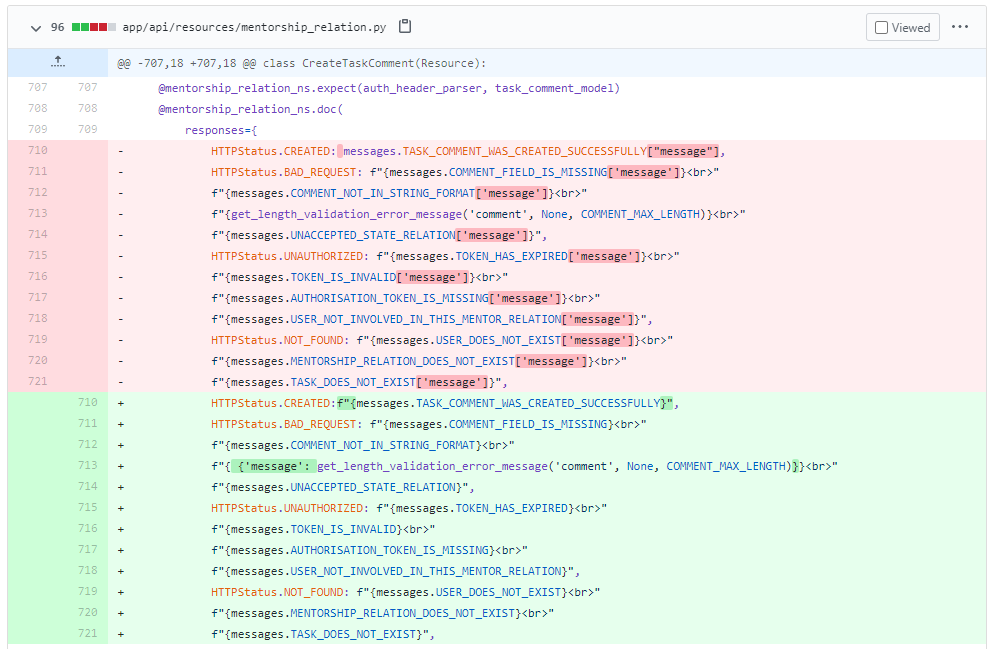 96 app/api/resources/mentorship_relation.py Viewed
@@ -707,18 +707,18 @@ class CreateTaskComment(Resource):
707 707 @mentorship_relation_ns.expect(auth_header_parser, task_comment_model)
708 708 @mentorship_relation_ns.doc(
709 709 responses={
710 - HTTPStatus.CREATED: messages.TASK_COMMENT_WAS_CREATED_SUCCESSFULLY["message"],
711 - HTTPStatus.BAD_REQUEST: f"{messages.COMMENT_FIELD_IS_MISSING['message']}<br>"
712 - f"{messages.COMMENT_NOT_IN_STRING_FORMAT['message']}<br>"
713 - f"{get_length_validation_error_message('comment', None, COMMENT_MAX_LENGTH)}<br>"
714 - f"{messages.UNACCEPTED_STATE_RELATION['message']}",
715 - HTTPStatus.UNAUTHORIZED: f"{messages.TOKEN_HAS_EXPIRED['message']}<br>"
716 - f"{messages.TOKEN_IS_INVALID['message']}<br>"
717 - f"{messages.AUTHORISATION_TOKEN_IS_MISSING['message']}<br>"
718 - f"{messages.USER_NOT_INVOLVED_IN_THIS_MENTOR_RELATION['message']}",
719 - HTTPStatus.NOT_FOUND: f"{messages.USER_DOES_NOT_EXIST['message']}<br>"
720 - f"{messages.MENTORSHIP_RELATION_DOES_NOT_EXIST['message']}<br>"
721 - f"{messages.TASK_DOES_NOT_EXIST['message']}",
710 + HTTPStatus.CREATED:f"{messages.TASK_COMMENT_WAS_CREATED_SUCCESSFULLY}",
711 + HTTPStatus.BAD_REQUEST: f"{messages.COMMENT_FIELD_IS_MISSING}<br>"
712 + f"{messages.COMMENT_NOT_IN_STRING_FORMAT}<br>"
713 + f"{ {'message': get_length_validation_error_message('comment', None, COMMENT_MAX_LENGTH)}}<br>"
714 + f"{messages.UNACCEPTED_STATE_RELATION}",
715 + HTTPStatus.UNAUTHORIZED: f"{messages.TOKEN_HAS_EXPIRED}<br>"
716 + f"{messages.TOKEN_IS_INVALID}<br>"
717 + f"{messages.AUTHORISATION_TOKEN_IS_MISSING}<br>"
718 + f"{messages.USER_NOT_INVOLVED_IN_THIS_MENTOR_RELATION}",
719 + HTTPStatus.NOT_FOUND: f"{messages.USER_DOES_NOT_EXIST}<br>"
720 + f"{messages.MENTORSHIP_RELATION_DOES_NOT_EXIST}<br>"
721 + f"{messages.TASK_DOES_NOT_EXIST}",